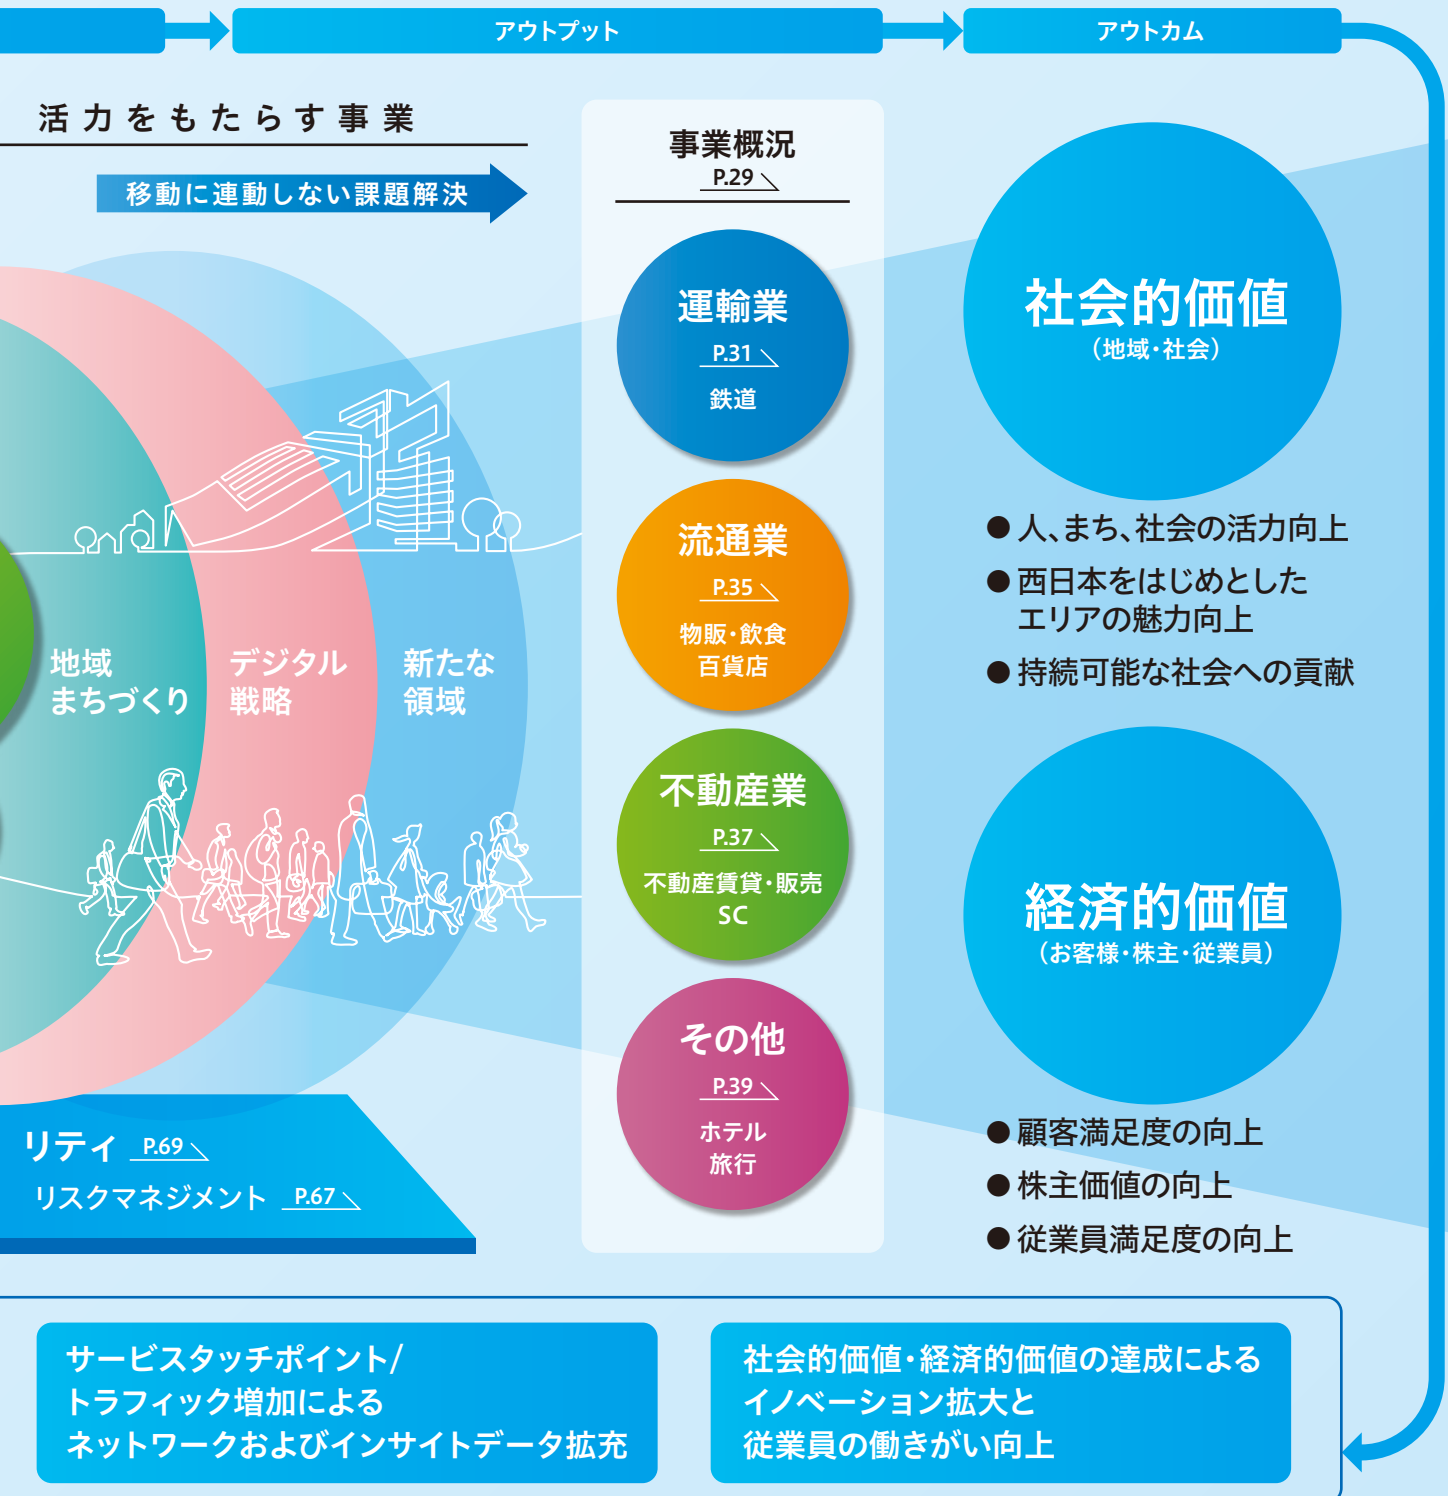 アウトプット
アウトカム
活力をもたらす事業
移動に連動しない課題解決
地域
まちづくり
デジタル
戦略
新たな
領域
リティ P.69
リスクマネジメント P.67
事業概況
P.29
運輸業
P.31
鉄道
流通業
P.35
物販・飲食
百貨店
不動産業
P.37
不動産賃貸・販売
SC
その他
P.39
ホテル
旅行
社会的価値
（地域・社会）
● 人、まち、社会の活力向上
● 西日本をはじめとした
エリアの魅力向上
● 持続可能な社会への貢献
経済的価値
（お客様・株主・従業員）
● 顧客満足度の向上
● 株主価値の向上
● 従業員満足度の向上
サービスタッチポイント/
トラフィック増加による
ネットワークおよびインサイトデータ拡充
社会的価値・経済的価値の達成による
イノベーション拡大と
従業員の働きがい向上